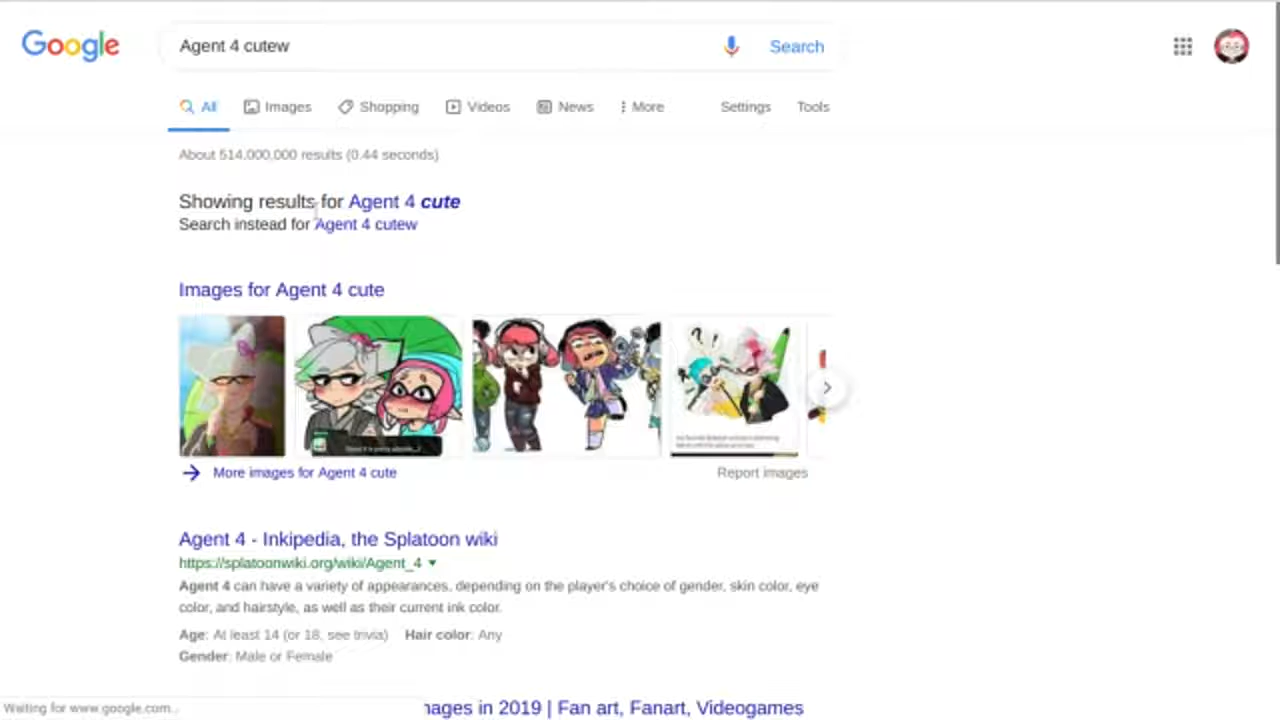 Google
Agent 4 cutew
Search
All
Images
Shopping
Videos
News
More
Settings
Tools
About 514,000,000 results (0.44 seconds)
Showing results for Agent 4 cute
Search instead for Agent 4 cutew
Images for Agent 4 cute
? !
More images for Agent 4 cute
Report images
Agent 4 - Inkipedia, the Splatoon wiki
https://splatoonwiki.org/wiki/Agent_4
Agent 4 can have a variety of appearances, depending on the player's choice of gender, skin color, eye
color, and hairstyle, as well as their current ink color.
Age: At least 14 (or 18, see trivia) Hair color: Any
Gender: Male or Female
Waiting for www.google.com...
nages in 2019 | Fan art, Fanart, Videogames